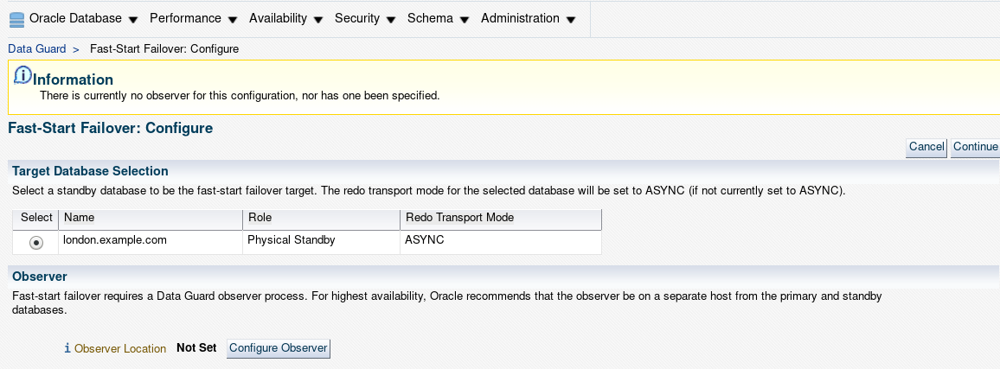 Oracle Database Performance Availability Security Schema Administration
Data Guard > Fast-Start Failover: Configure
Information
There is currently no observer for this configuration, nor has one been specified.
Fast-Start Failover: Configure
Cancel Continue
Target Database Selection
Select a standby database to be the fast-start failover target. The redo transport mode for the selected database will be set to ASYNC (if not currently set to ASYNC).
Select Name Role Redo Transport Mode
london.example.com Physical Standby ASYNC
Observer
Fast-start failover requires a Data Guard observer process. For highest availability, Oracle recommends that the observer be on a separate host from the primary and standby
databases.
i Observer Location Not Set Configure Observer